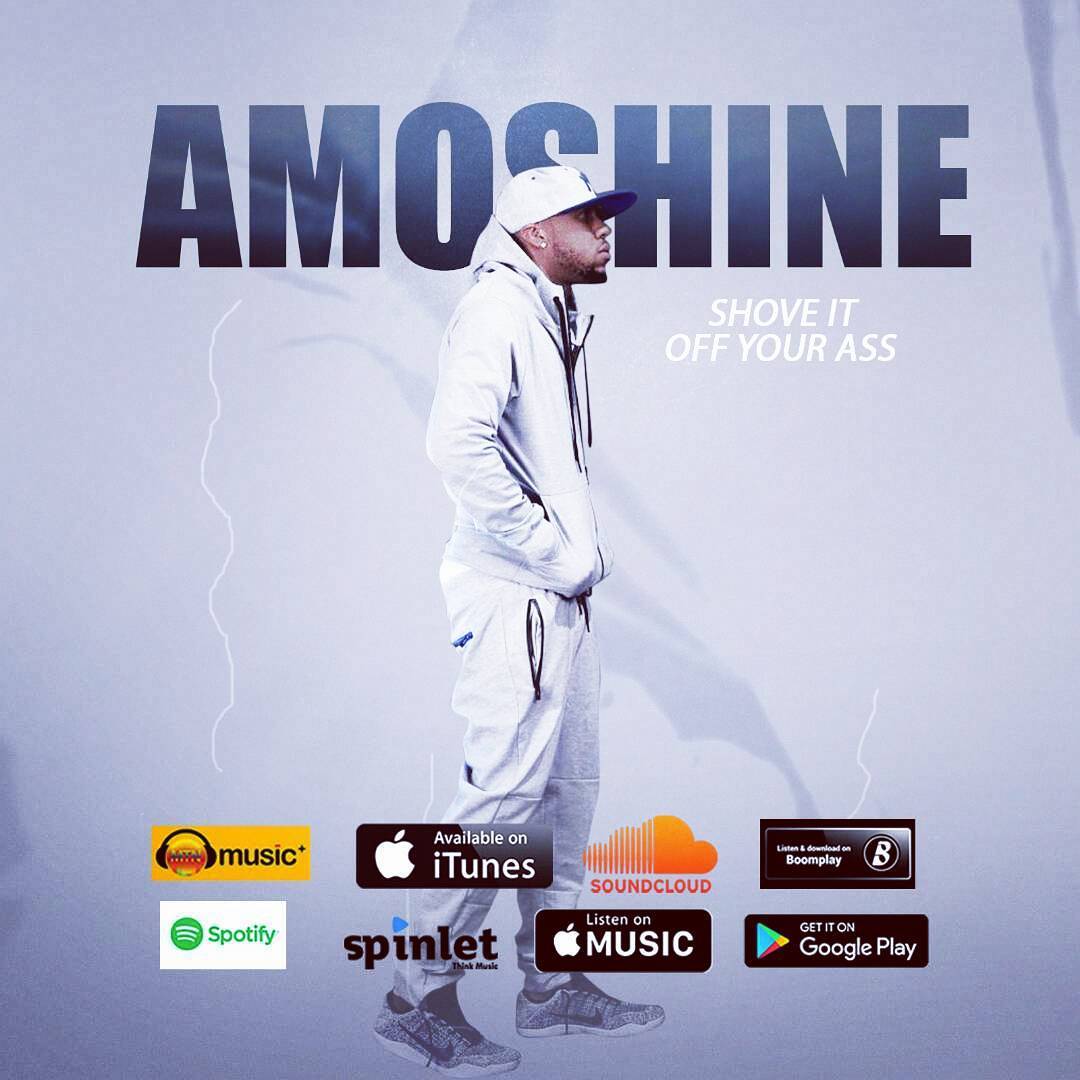 AMOSHINE
SHOVE IT
OFF YOUR ASS
MTN music+
Available on
iTunes
SOUNDCLOUD
Listen & download on
Boomplay
B
Spotify
spinlet
Think Music
Listen on
MUSIC
GET IT ON
Google Play